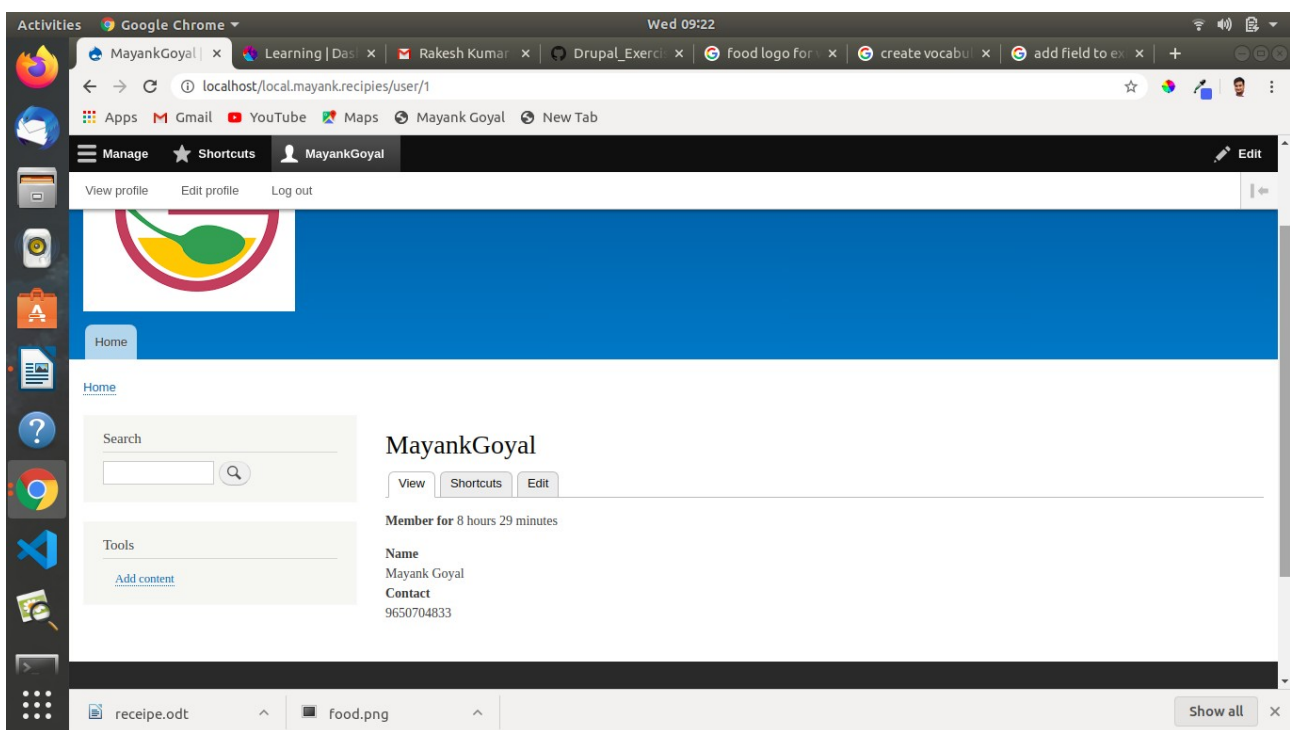 Activities Google Chrome Wed 09:22
MayankGoyal | Learning | Das Rakesh Kumar Drupal_Exerci food logo for create vocabul add field to ex
localhost/local.mayank.recipies/user/1
Apps Gmail YouTube Maps Mayank Goyal New Tab
Manage Shortcuts MayankGoyal Edit
View profile Edit profile Log out
Home
Home
Search
Tools
Add content
MayankGoyal
View Shortcuts Edit
Member for 8 hours 29 minutes
Name
Mayank Goyal
Contact
9650704833
receipe.odt food.png Show all